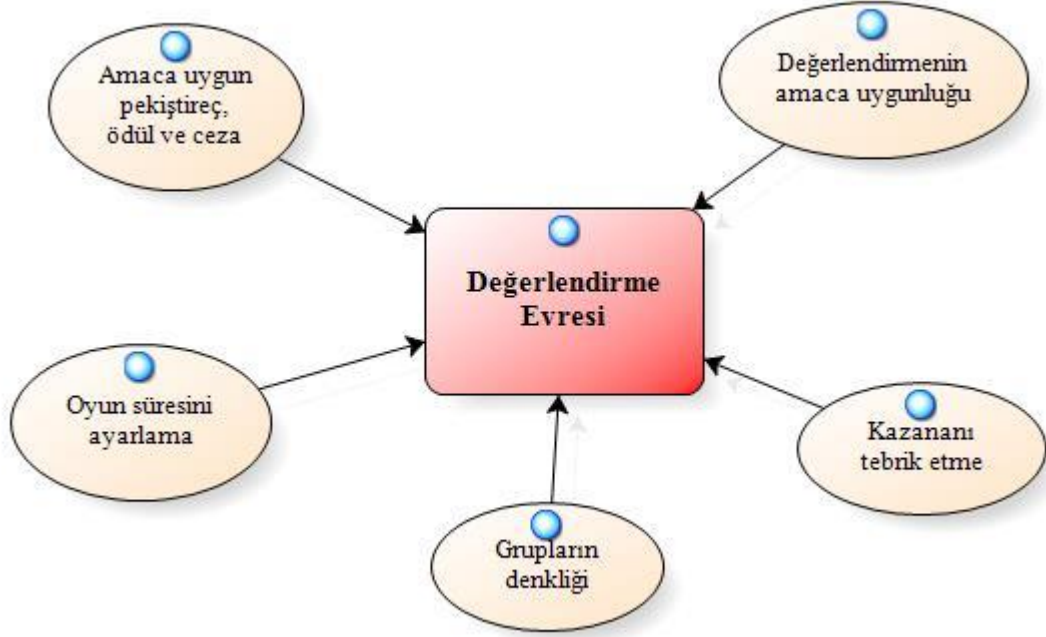 Amaca uygun
pekiştireç,
ödül ve ceza
Değerlendirmenin
amaca uygunluğu
Değerlendirme
Evresi
Oyun süresini
ayarlama
Kazananı
tebrik etme
Grupların
denkliği